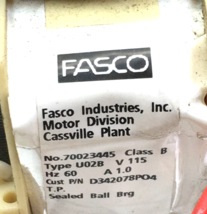 FASCO
Fasco Industries, Inc.
Motor Division
Cassville Plant
No.70023445 Class B
Type U02B V 115
Hz 60 A 1.0
Cust P/N D342078P04
T.P.
Sealed Ball Brg